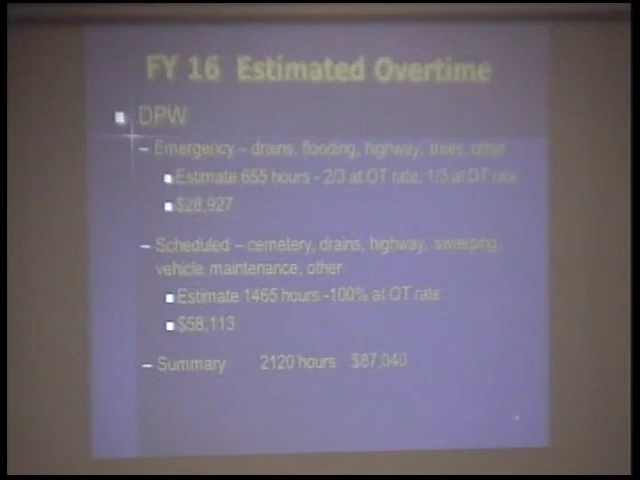 FY 16 Estimated Overtime
DPW
– Emergency – drains, flooding, highway, trees, other
Estimate 655 hours - 2/3 at OT rate, 1/3 at DT rate
$28,927
– Scheduled – cemetery, drains, highway, sweeping,
vehicle maintenance, other
Estimate 1465 hours -100% at OT rate
$58,113
– Summary 2120 hours $87,040